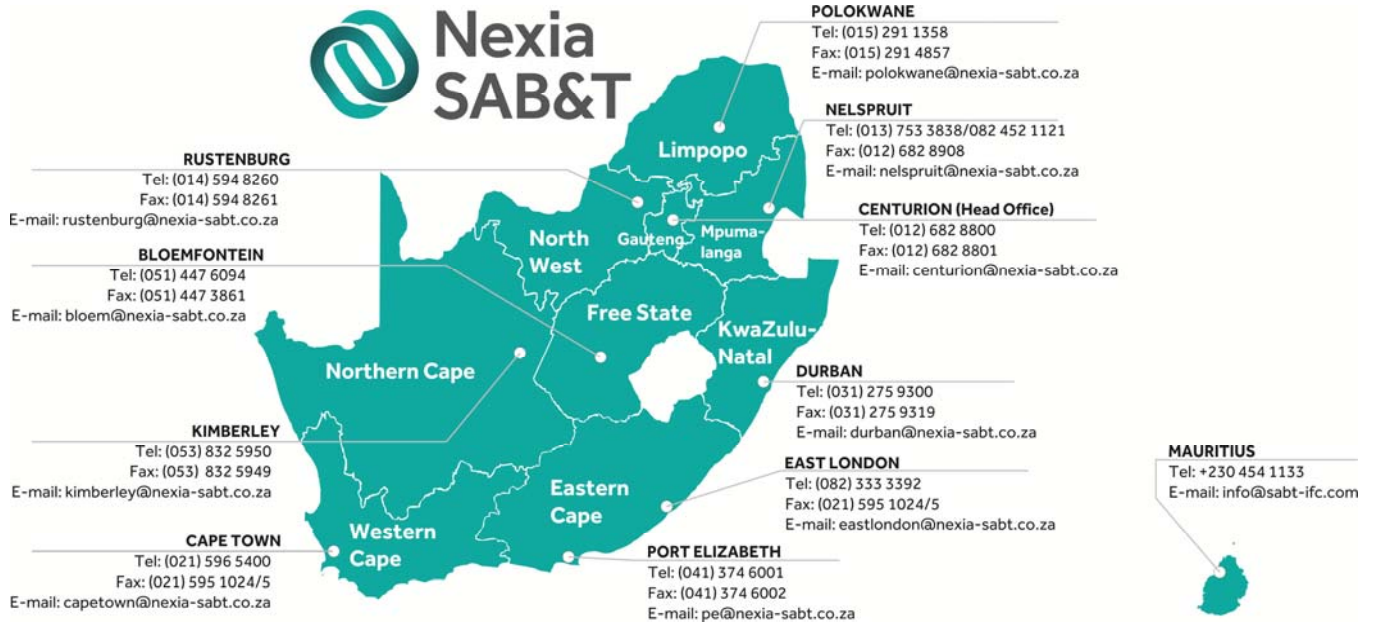 Nexia
SAB&T
POLOKWANE
Tel: (015) 291 1358
Fax: (015) 291 4857
E-mail: polokwane@nexia-sabt.co.za
NELSPRUIT
Tel: (013) 753 3838/082 452 1121
Fax: (012) 682 8908
E-mail: nelspruit@nexia-sabt.co.za
CENTURION (Head Office)
Tel: (012) 682 8800
Fax: (012) 682 8801
E-mail: centurion@nexia-sabt.co.za
RUSTENBURG
Tel: (014) 594 8260
Fax: (014) 594 8261
E-mail: rustenburg@nexia-sabt.co.za
BLOEMFONTEIN
Tel: (051) 447 6094
Fax: (051) 447 3861
E-mail: bloem@nexia-sabt.co.za
Limpopo
North
West
Gauteng
Mpuma-
langa
Free State
KwaZulu-
Natal
Northern Cape
Eastern
Cape
Western
Cape
DURBAN
Tel: (031) 275 9300
Fax: (031) 275 9319
E-mail: durban@nexia-sabt.co.za
KIMBERLEY
Tel: (053) 832 5950
Fax: (053) 832 5949
E-mail: kimberley@nexia-sabt.co.za
EAST LONDON
Tel: (082) 333 3392
Fax: (021) 595 1024/5
E-mail: eastlondon@nexia-sabt.co.za
MAURITIUS
Tel: +230 454 1133
E-mail: info@sabt-ifc.com
CAPE TOWN
Tel: (021) 596 5400
Fax: (021) 595 1024/5
E-mail: capetown@nexia-sabt.co.za
PORT ELIZABETH
Tel: (041) 374 6001
Fax: (041) 374 6002
E-mail: pe@nexia-sabt.co.za